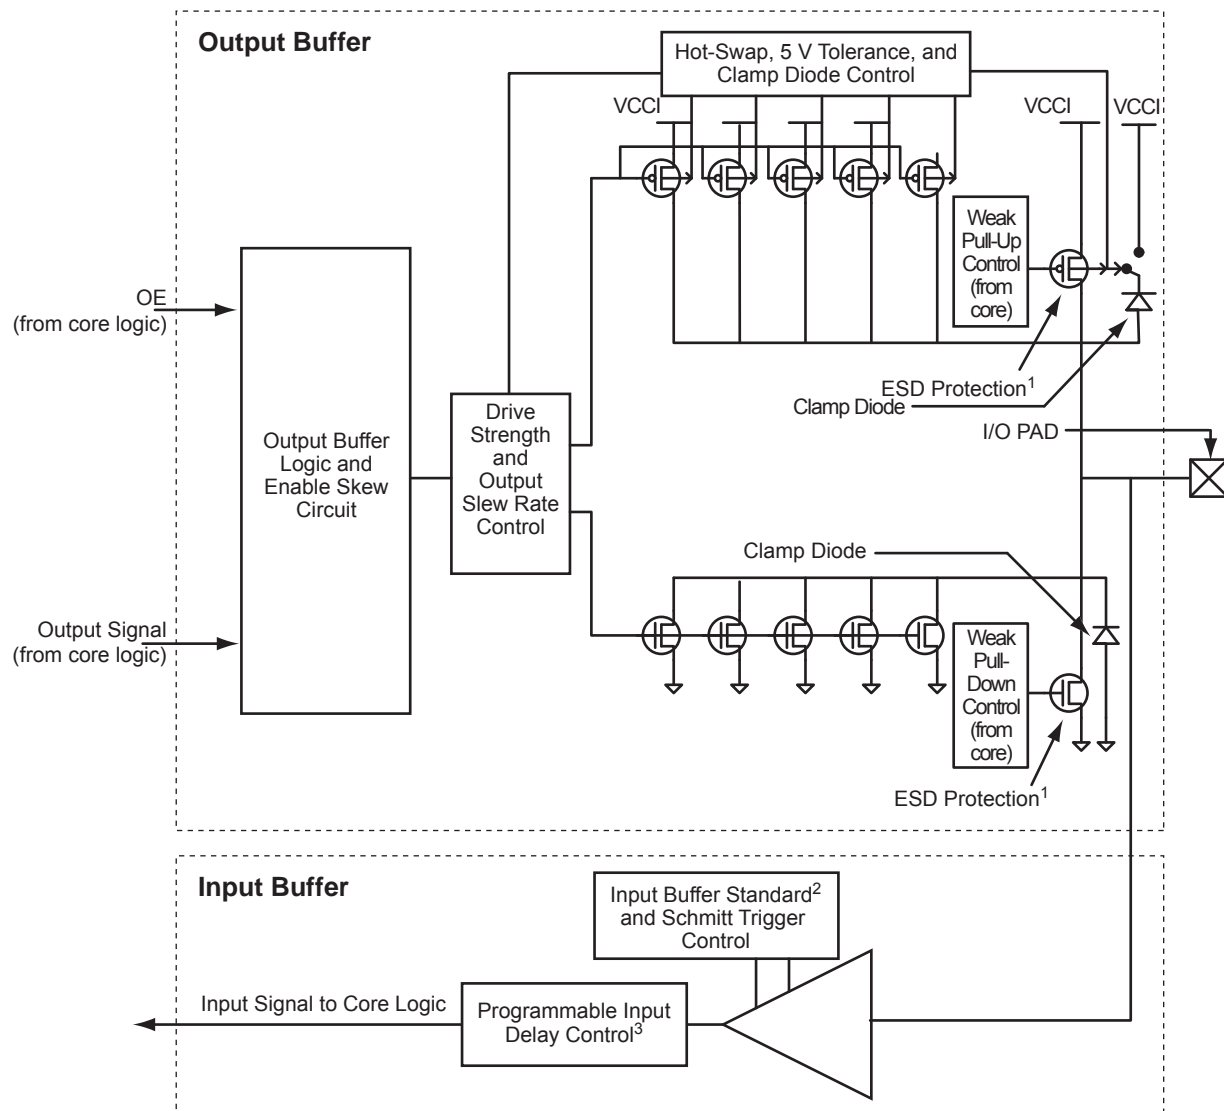 Output Buffer
Hot-Swap, 5 V Tolerance, and
Clamp Diode Control
VCCI
VCCI
VCCI
Weak
Pull-Up
Control
(from
core)
OE
(from core logic)
ESD Protection1
Clamp Diode
I/O PAD
Drive
Strength
and
Output
Slew Rate
Control
Output Buffer
Logic and
Enable Skew
Circuit
Clamp Diode
Output Signal
(from core logic)
Weak
Pull-
Down
Control
(from
core)
ESD Protection1
Input Buffer
Input Buffer Standard2
and Schmitt Trigger
Control
Input Signal to Core Logic
Programmable Input
Delay Control3